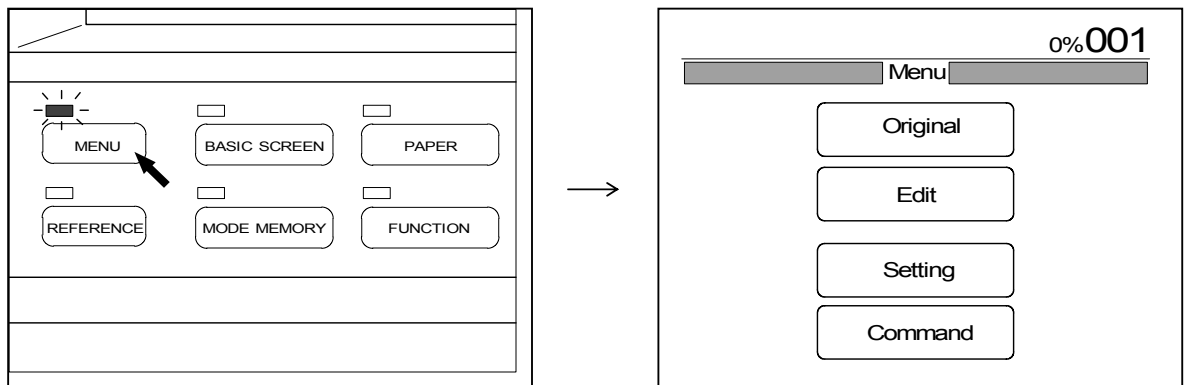 MENU BASIC SCREEN PAPER
REFERENCE MODE MEMORY FUNCTION
0%001
Menu
Original
Edit
Setting
Command